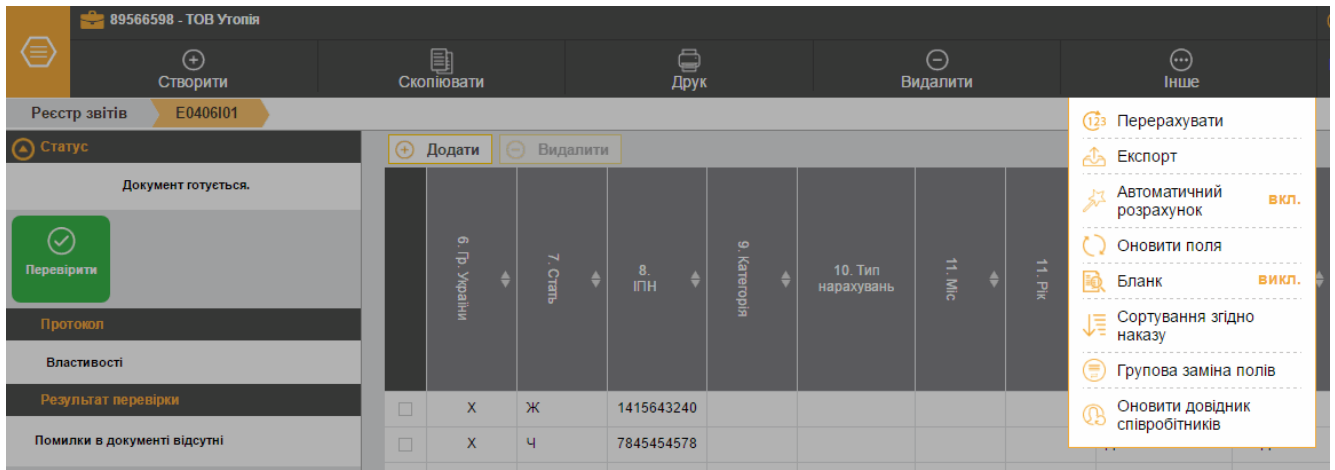 89566598 - ТОВ Утопія
Створити
Скопіювати
Друк
Видалити
Інше
Реєстр звітів
E0406I01
Статус
Документ готується.
Перевірити
Протокол
Властивості
Результат перевірки
Помилки в документі відсутні
Додати
Видалити
6. Гр. України
7. Стать
8.
ІПН
9. Категорія
10. Тип
нарахувань
11. Міс
11. Рік
X Ж 1415643240
X Ч 7845454578
123 Перерахувати
Експорт
Автоматичний
розрахунок вкл.
Оновити поля
Бланк викл.
Сортування згідно
наказу
Групова заміна полів
Оновити довідник
співробітників